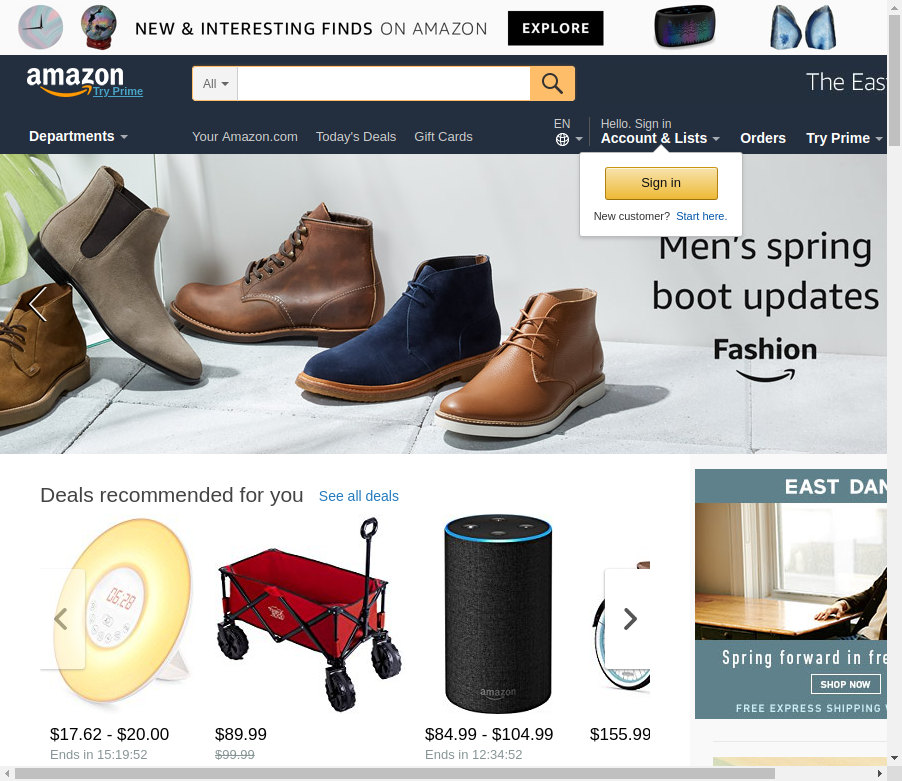 NEW & INTERESTING FINDS ON AMAZON EXPLORE
amazon
Try Prime
All
The Eas
Departments
Your Amazon.com Today's Deals Gift Cards
EN
Hello. Sign in
Account & Lists
Orders
Try Prime
Sign in
New customer? Start here.
Men's spring
boot updates
Fashion
Deals recommended for you See all deals
06:28
amazon
$17.62 - $20.00
Ends in 15:19:52
$89.99
$99.99
$84.99 - $104.99
Ends in 12:34:52
$155.99
EAST DAN
Spring forward in fre
SHOP NOW
FREE EXPRESS SHIPPING